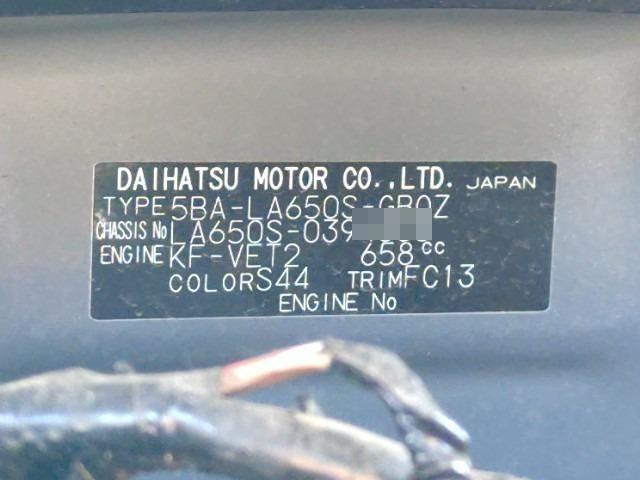 DAIHATSU MOTOR CO.,LTD. JAPAN
TYPE 5BA-LA650S-GBQZ
CHASSIS No LA650S-039
ENGINE KF-VET2 658cc
COLOR S44 TRIM FC13
ENGINE No